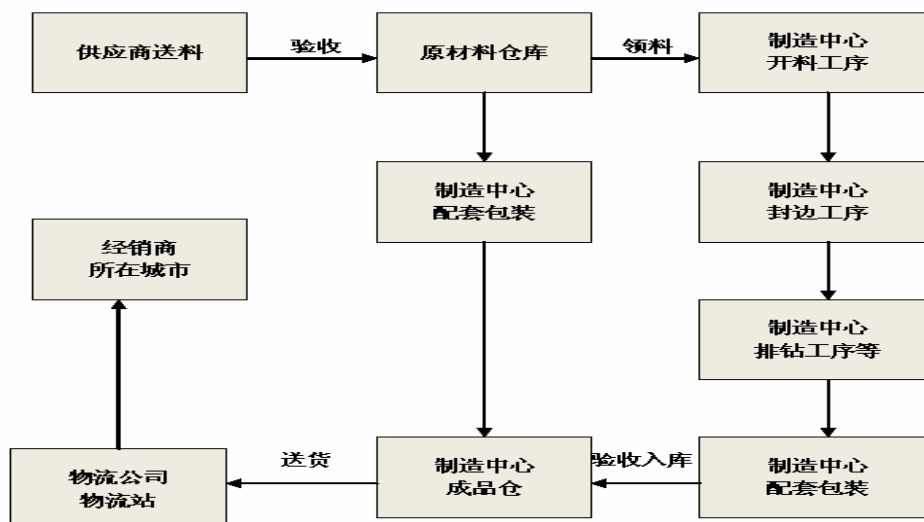 供应商送料
验收
原材料仓库
领料
制造中心
开料工序
制造中心
配套包装
制造中心
封边工序
经销商
所在城市
制造中心
排钻工序等
物流公司
物流站
送货
制造中心
成品仓
验收入库
制造中心
配套包装